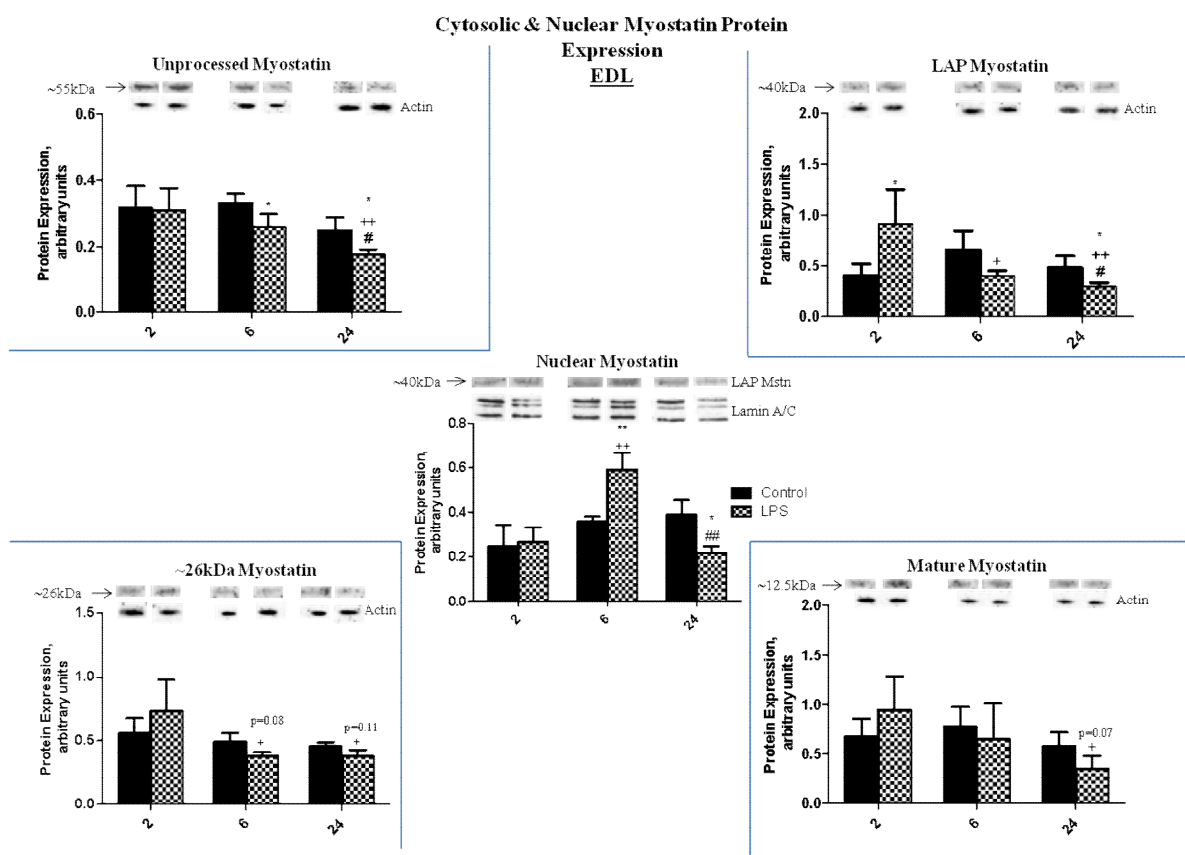 Cytosolic & Nuclear Myostatin Protein
Expression
EDL
Unprocessed Myostatin
~55kDa
Actin
0.6
0.4
0.2
0.0
Protein Expression,
arbitrary units
*
*
++
#
2
6
24
LAP Myostatin
~40kDa
Actin
2.0
1.5
1.0
0.5
0.0
Protein Expression,
arbitrary units
*
+
*
++
#
2
6
24
Nuclear Myostatin
~40kDa
LAP Mstn
Lamin A/C
0.8
0.6
0.4
0.2
0.0
Protein Expression,
arbitrary units
**
++
*
##
2
6
24
Control
LPS
~26kDa Myostatin
~26kDa
Actin
1.5
1.0
0.5
0.0
Protein Expression,
arbitrary units
p=0.08
+
p=0.11
+
2
6
24
Mature Myostatin
~12.5kDa
Actin
2.0
1.5
1.0
0.5
0.0
Protein Expression,
arbitrary units
p=0.07
+
2
6
24